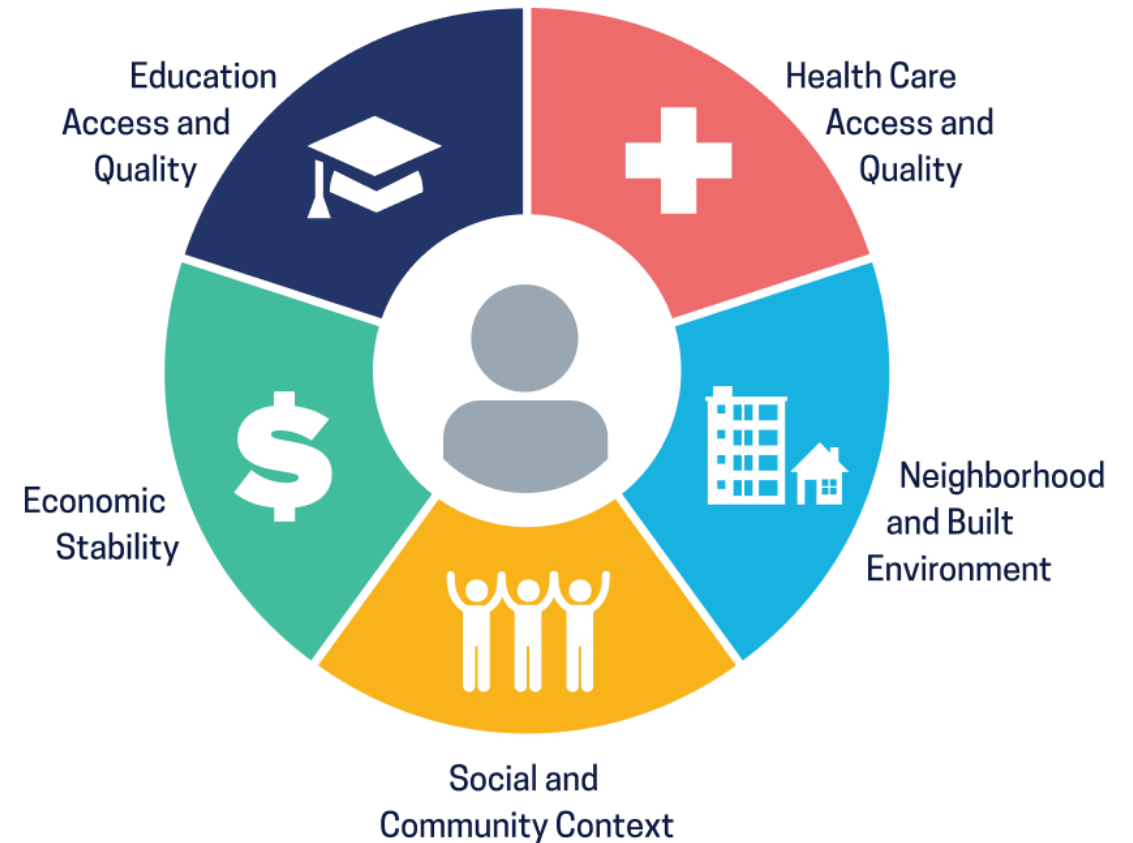 Education
Access and
Quality
Health Care
Access and
Quality
Economic
Stability
Neighborhood
and Built
Environment
Social and
Community Context